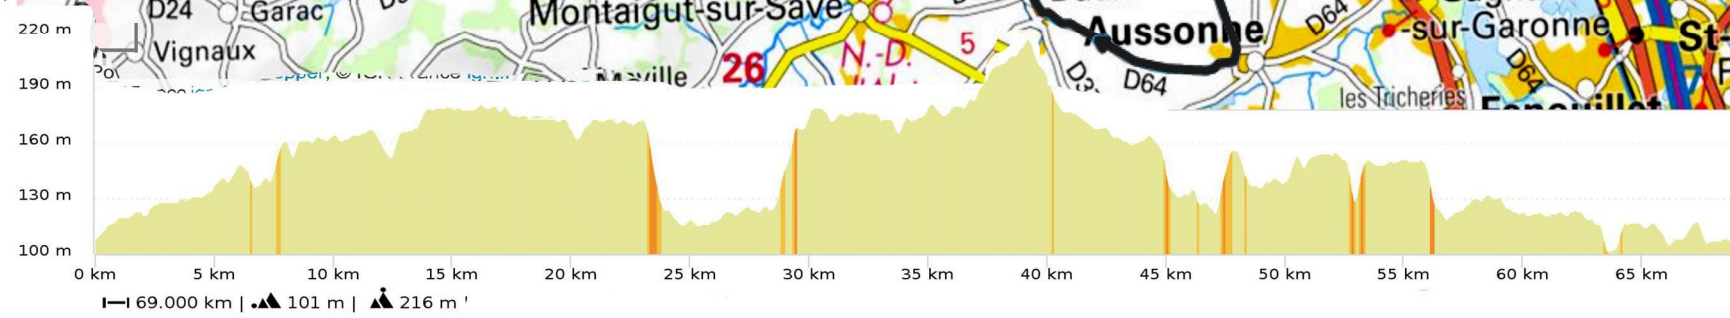 D24
Garac
Montaigut-sur-Save
Aussonne
D64
-sur-Garonne
St-
220 m
Vignaux
26
N.-D.
5
D64
D64
190 m
les Tricheries
Fenouillet
160 m
130 m
100 m
0 Km 5 Km 10 Km 15 Km 20 Km 25 Km 30 Km 35 Km 40 Km 45 Km 50 Km 55 Km 60 Km 65 Km
69.000 km | 101 m | 216 m